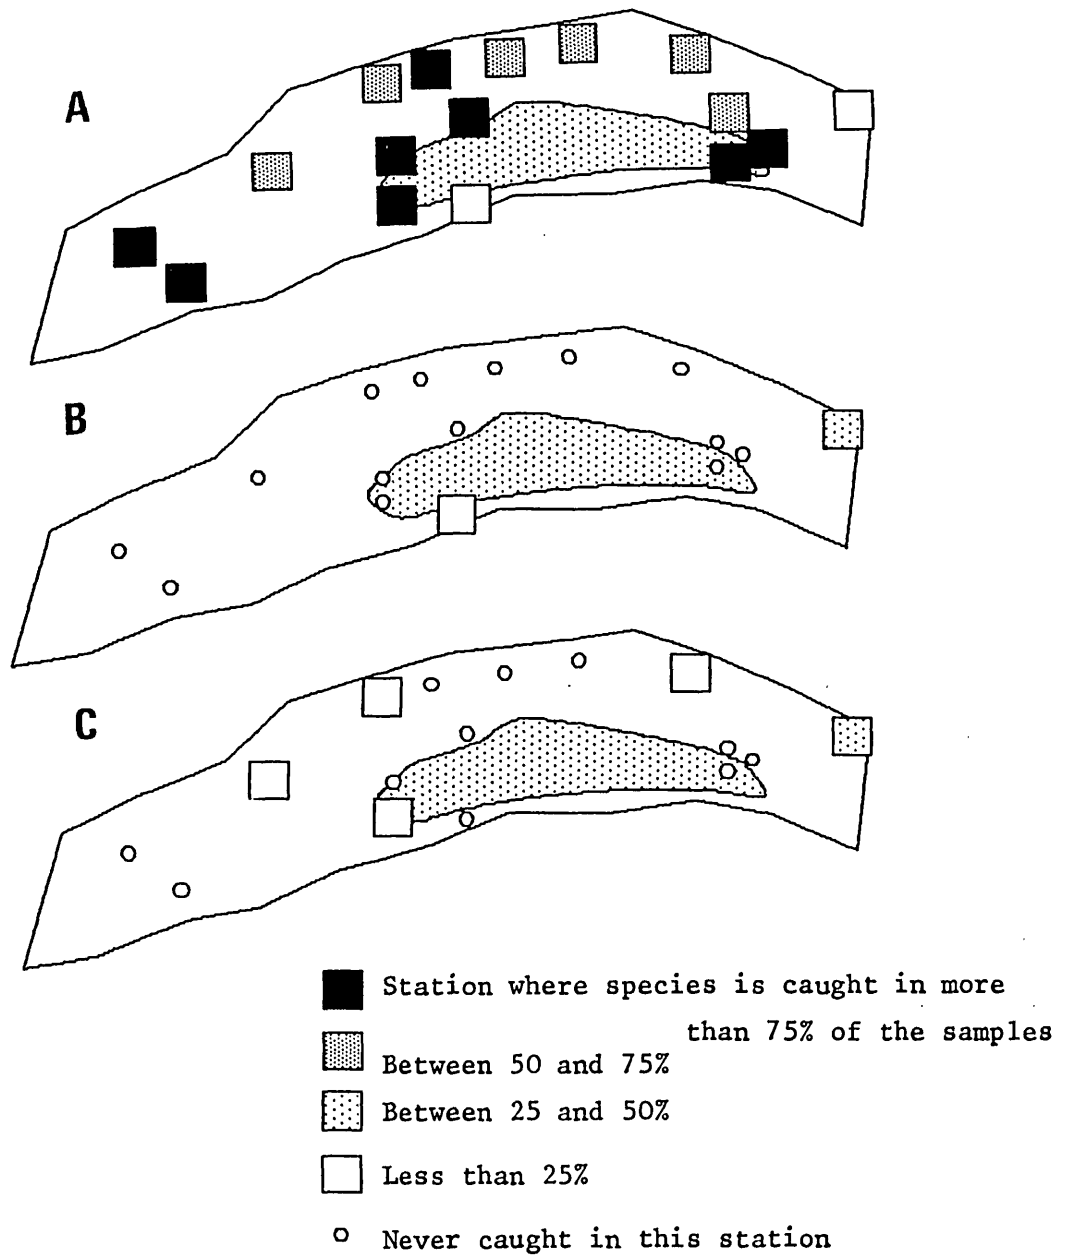 A
B
C
Station where species is caught in more
than 75% of the samples
Between 50 and 75%
Between 25 and 50%
Less than 25%
Never caught in this station